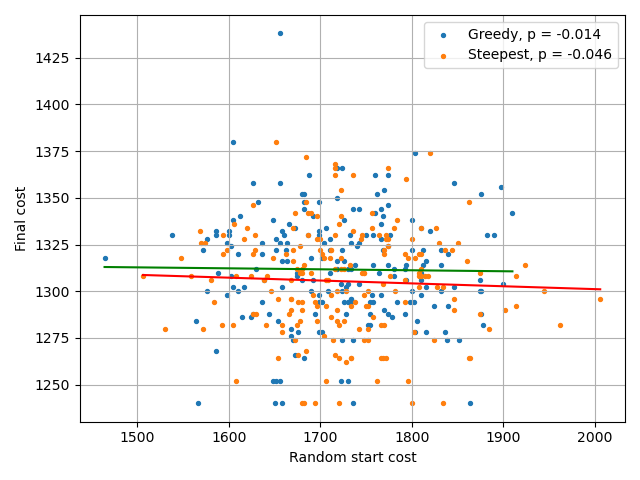 Greedy, p = -0.014
Steepest, p = -0.046
Final cost
1425
1400
1375
1350
1325
1300
1275
1250
1500 1600 1700 1800 1900 2000
Random start cost